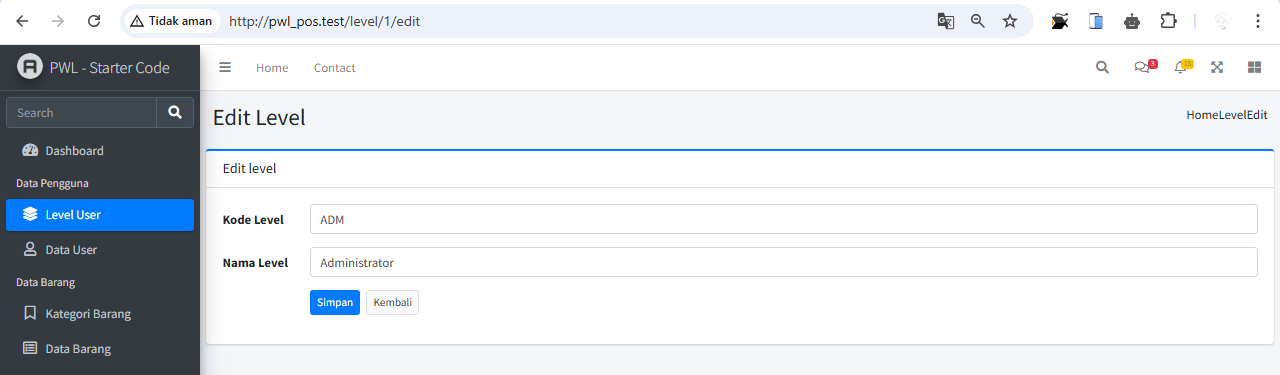 Tidak aman
http://pwl_pos.test/level/1/edit
PWL - Starter Code
Home
Contact
3
15
Search
Edit Level
HomeLevelEdit
Dashboard
Data Pengguna
Level User
Data User
Data Barang
Kategori Barang
Data Barang
Edit level
Kode Level
ADM
Nama Level
Administrator
Simpan
Kembali